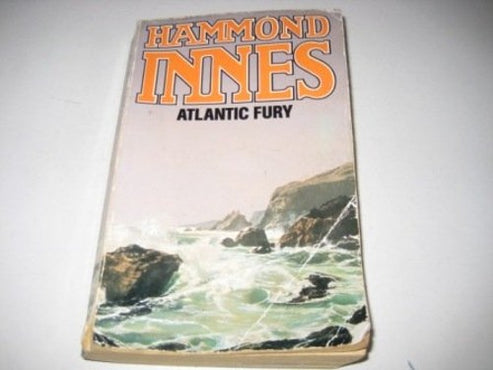 HAMMOND
INNES
ATLANTIC FURY